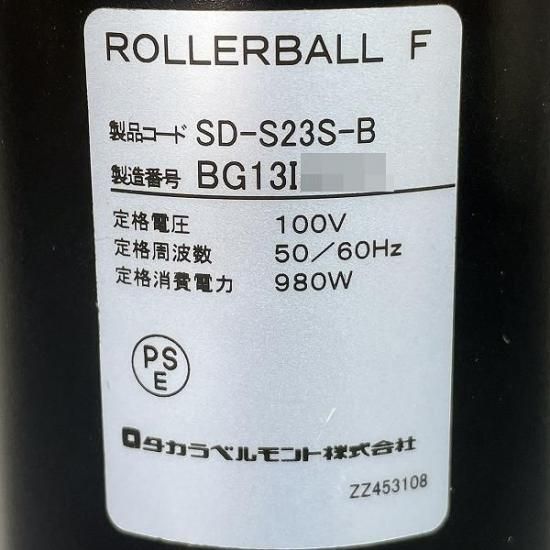 ROLLERBALL F
製品コード SD-S23S-B
製造番号 BG13I
定格電圧 100V
定格周波数 50/60Hz
定格消費電力 980W
PS
E
タカラベルモント株式会社
ZZ453108